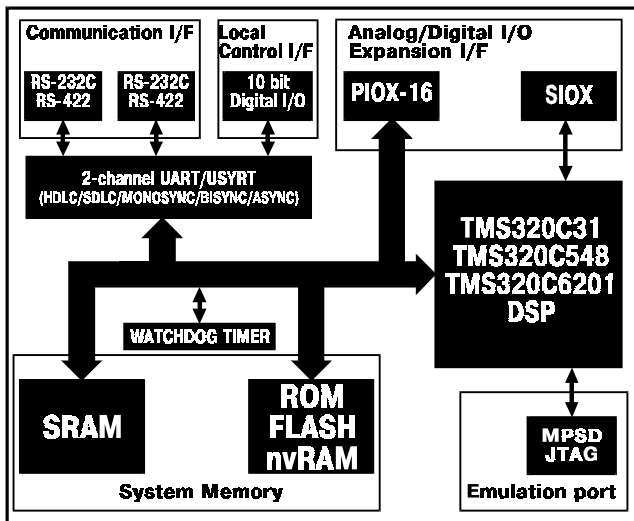 Communication I/F
RS-232C
RS-422
RS-232C
RS-422
Local
Control I/F
10 bit
Digital I/O
Analog/Digital I/O
Expansion I/F
PIOX-16
SIOX
2-channel UART/USYRT
(HDLC/SDLC/MONOSYNC/BISYNC/ASYNC)
TMS320C31
TMS320C548
TMS320C6201
DSP
WATCHDOG TIMER
SRAM
ROM
FLASH
nvRAM
System Memory
MPSD
JTAG
Emulation port